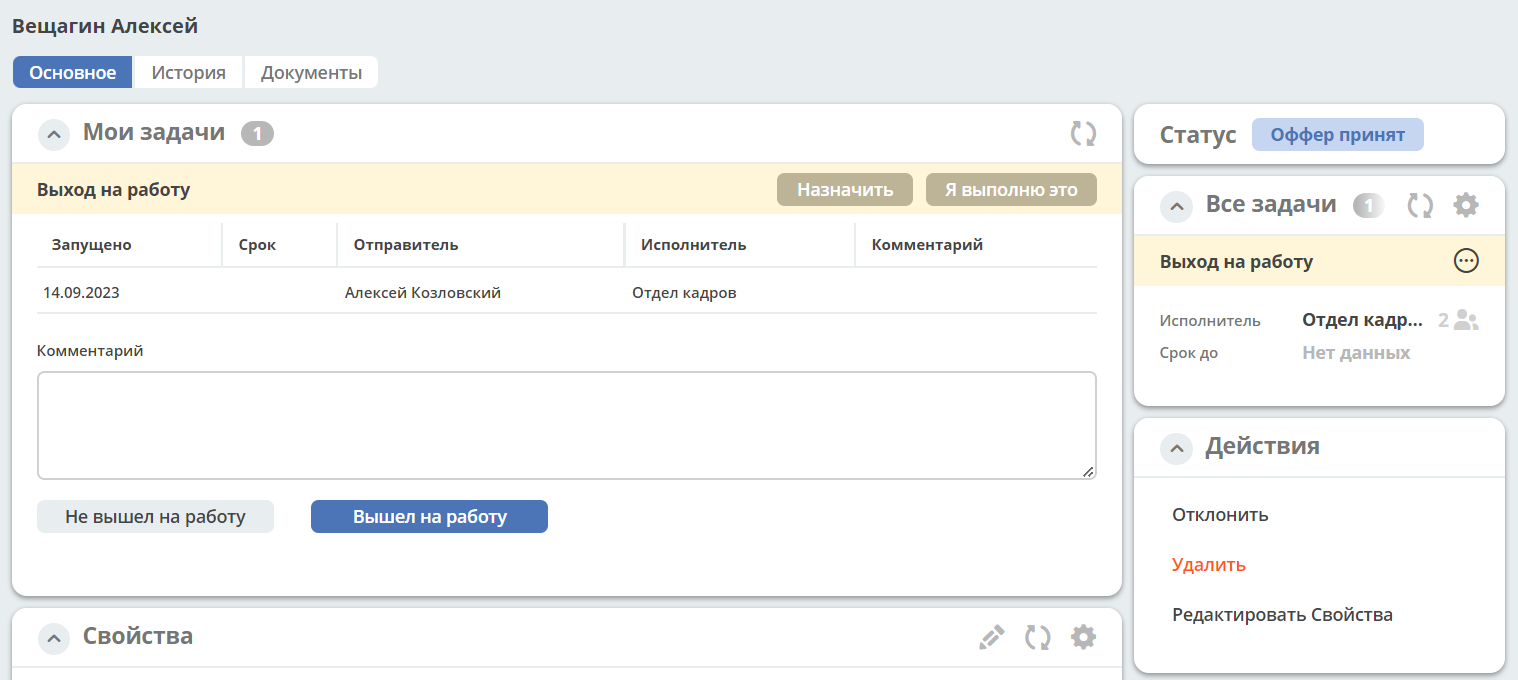 Вещагин Алексей
Основное История Документы
Мои задачи 1
Выход на работу Назначить Я выполню это
Запущено Срок Отправитель Исполнитель Комментарий
14.09.2023 Алексей Козловский Отдел кадров
Комментарий
Не вышел на работу Вышел на работу
Свойства
Статус Оффер принят
Все задачи 1
Выход на работу
Исполнитель Отдел кадр... 2
Срок до Нет данных
Действия
Отклонить
Удалить
Редактировать Свойства